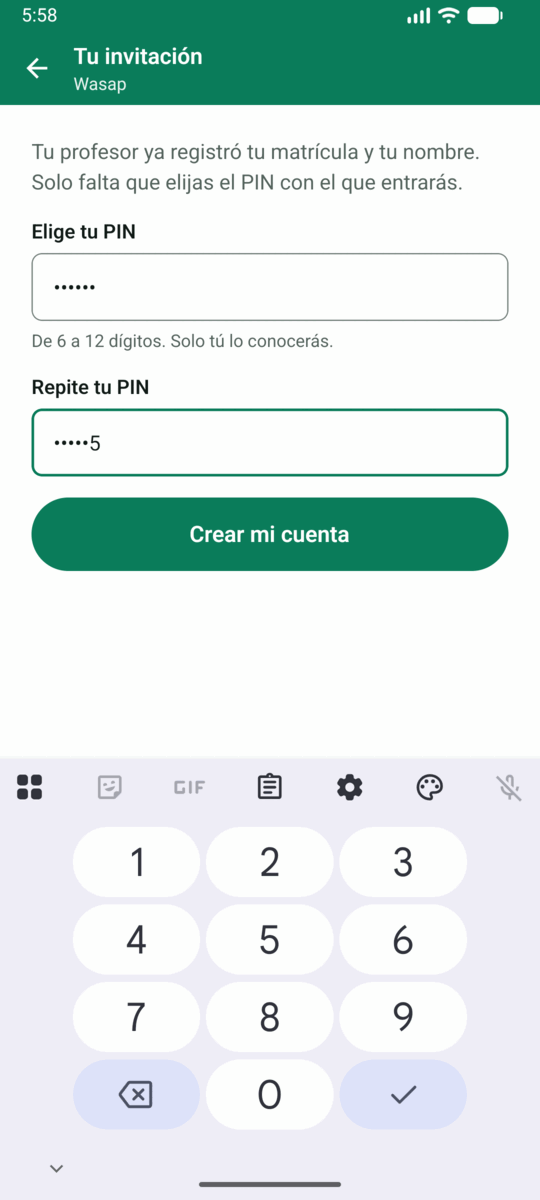 5:58
Tu invitación
Wasap
Tu profesor ya registró tu matrícula y tu nombre.
Solo falta que elijas el PIN con el que entrarás.
Elige tu PIN
••••••
De 6 a 12 dígitos. Solo tú lo conocerás.
Repite tu PIN
•••••5
Crear mi cuenta
GIF
1 2 3
4 5 6
7 8 9
0